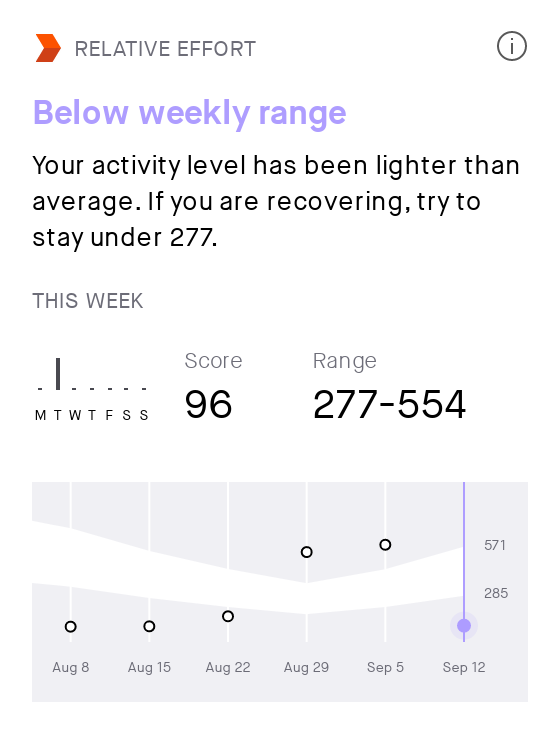 RELATIVE EFFORT
Below weekly range
Your activity level has been lighter than
average. If you are recovering, try to
stay under 277.
THIS WEEK
Score Range
96 277-554
M T W T F S S
571
285
Aug 8 Aug 15 Aug 22 Aug 29 Sep 5 Sep 12